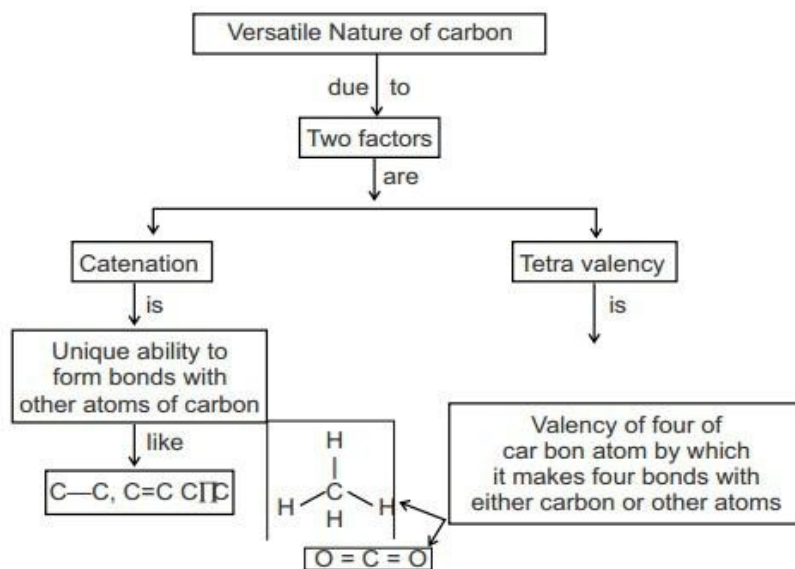 Versatile Nature of carbon
due to
Two factors
are
Catenation
Tetra valency
is
is
Unique ability to
form bonds with
other atoms of carbon
Valency of four of
car bon atom by which
it makes four bonds with
either carbon or other atoms
like
C—C, C=C C∏C
H
H C H
H
O = C = O